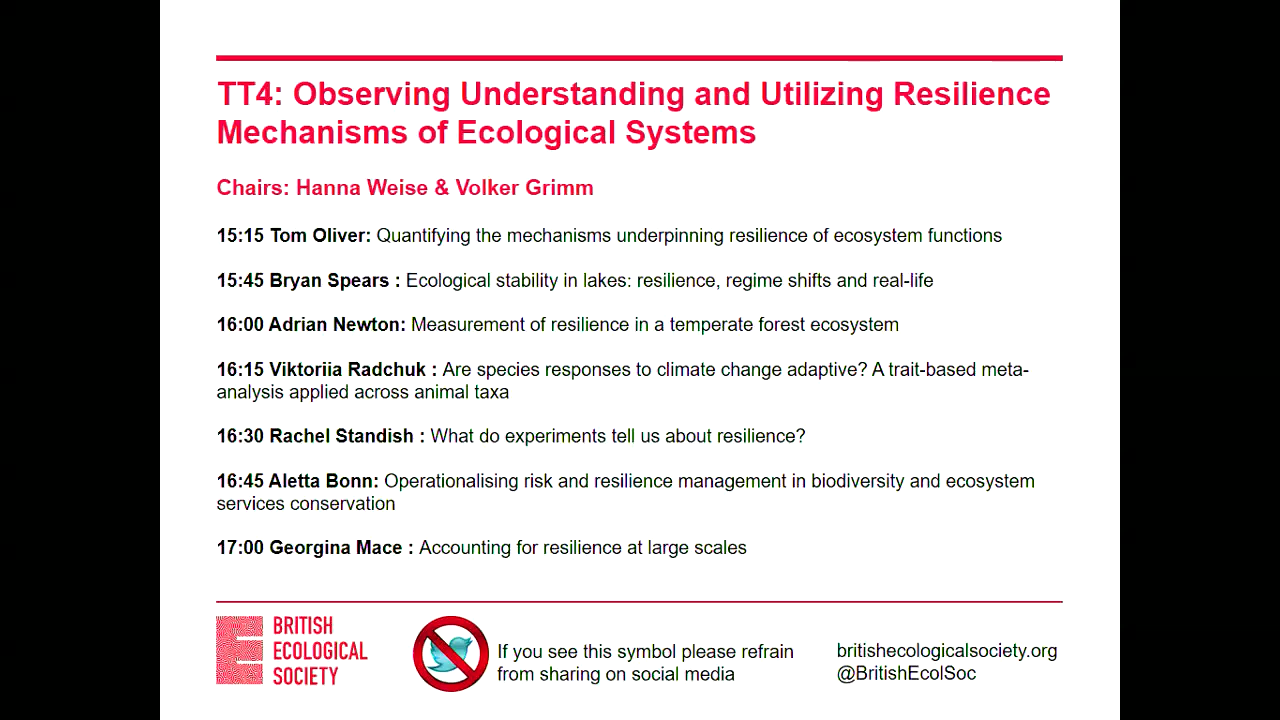 TT4: Observing Understanding and Utilizing Resilience
Mechanisms of Ecological Systems
Chairs: Hanna Weise & Volker Grimm
15:15 Tom Oliver: Quantifying the mechanisms underpinning resilience of ecosystem functions
15:45 Bryan Spears : Ecological stability in lakes: resilience, regime shifts and real-life
16:00 Adrian Newton: Measurement of resilience in a temperate forest ecosystem
16:15 Viktoriia Radchuk : Are species responses to climate change adaptive? A trait-based meta-
analysis applied across animal taxa
16:30 Rachel Standish : What do experiments tell us about resilience?
16:45 Aletta Bonn: Operationalising risk and resilience management in biodiversity and ecosystem
services conservation
17:00 Georgina Mace : Accounting for resilience at large scales
BRITISH
ECOLOGICAL
SOCIETY
If you see this symbol please refrain
from sharing on social media
britishecologicalsociety.org
@BritishEcolSoc